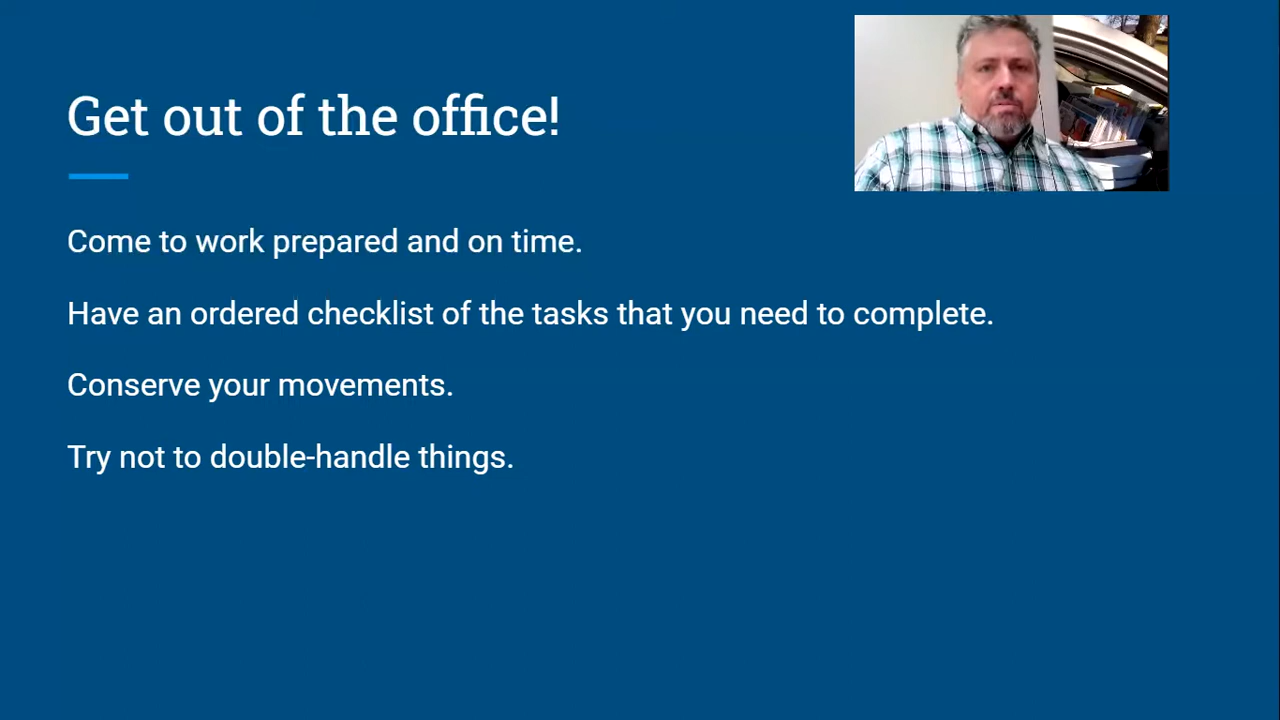 Get out of the office!
Come to work prepared and on time.
Have an ordered checklist of the tasks that you need to complete.
Conserve your movements.
Try not to double-handle things.